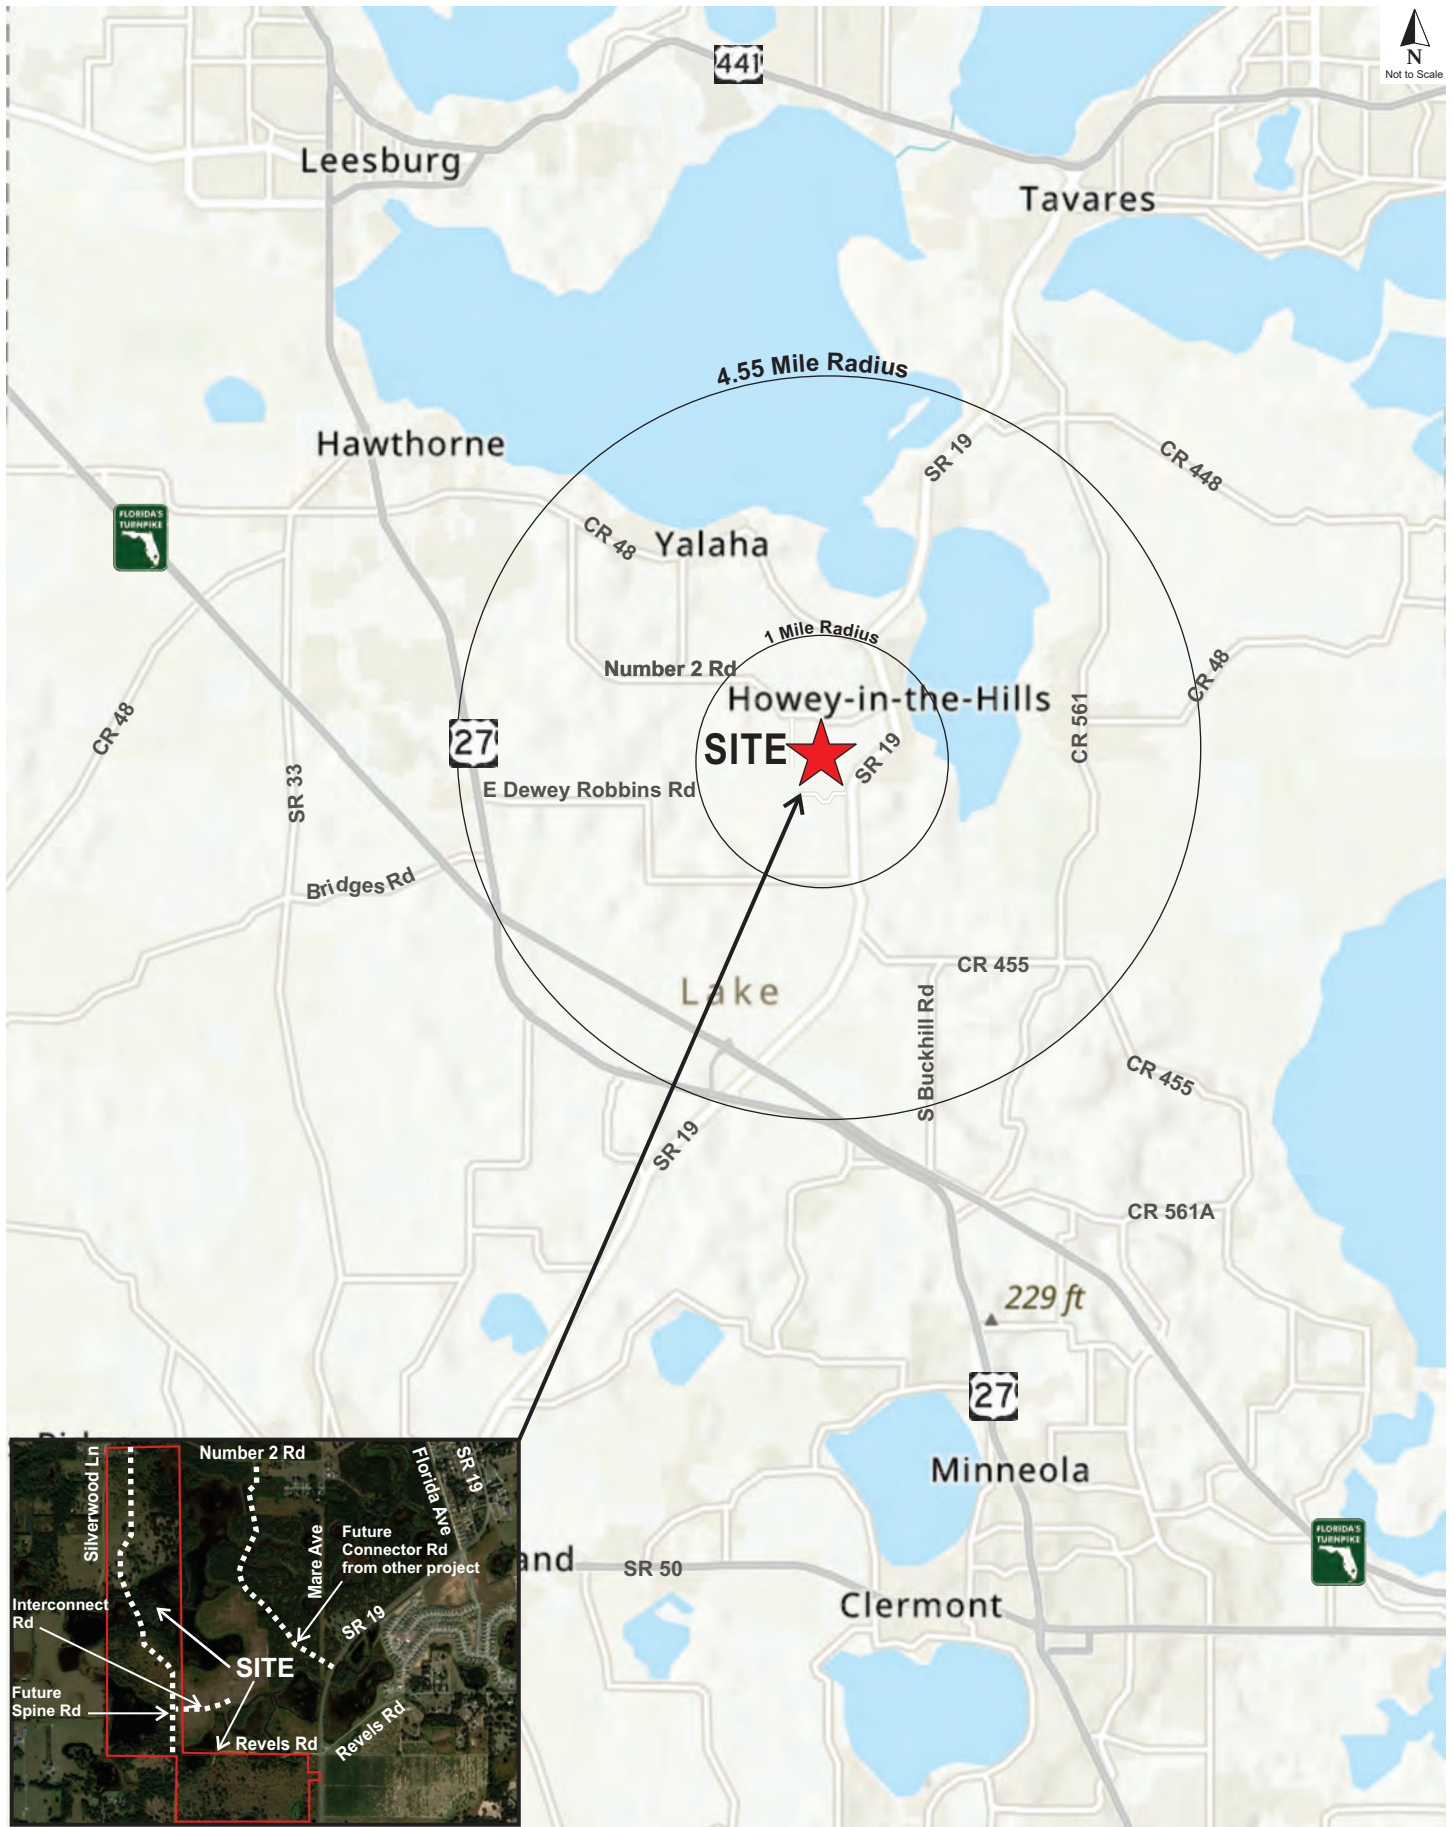 441
N
Not to Scale
Leesburg
Tavares
4.55 Mile Radius
Hawthorne
SR 19
CR 448
FLORIDA'S
TURNPIKE
CR 48
Yalaha
1 Mile Radius
Number 2 Rd
CR 48
Howey-in-the-Hills
CR 48
CR 561
27
SITE
SR 19
SR 33
E Dewey Robbins Rd
Bridges Rd
CR 455
Lake
S Buckhill Rd
CR 455
SR 19
CR 561A
229 ft
27
Minneola
FLORIDA'S
TURNPIKE
and
SR 50
Clermont
Number 2 Rd
Silverwood Ln
Florida Ave
SR 19
Mare Ave
Future
Connector Rd
from other project
Interconnect
Rd
SR 19
SITE
Future
Spine Rd
Revels Rd
Revels Rd